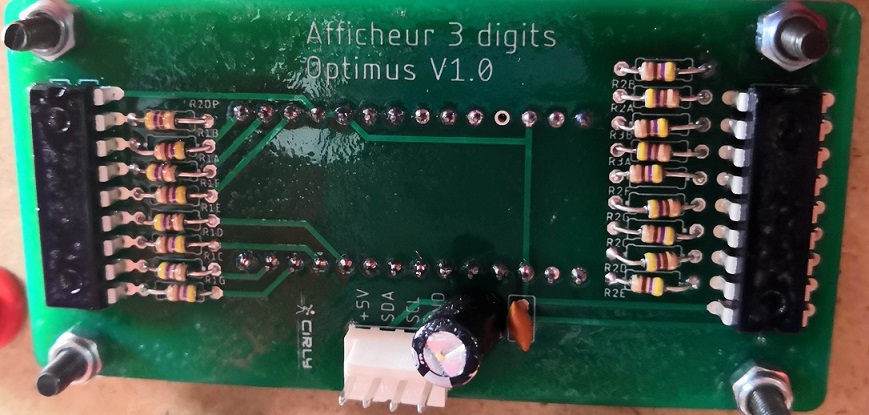 Afficheur 3 digits
Optimus V1.0
R2DP
R1B
R1A
R1F
R1E
R1D
R1C
R1G
R2B
R2A
R3B
R3A
R2F
R2G
R2C
R2D
R2E
+5V
SDA
SCL
CIRLY